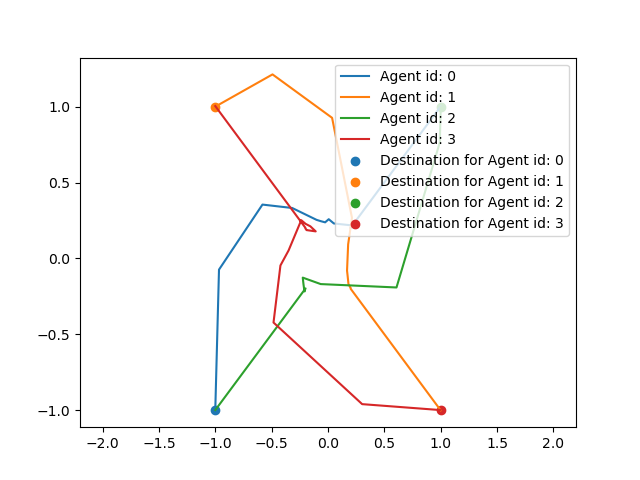 Agent id: 0
Agent id: 1
Agent id: 2
Agent id: 3
Destination for Agent id: 0
Destination for Agent id: 1
Destination for Agent id: 2
Destination for Agent id: 3
1.0
0.5
0.0
−0.5
−1.0
−2.0 −1.5 −1.0 −0.5 0.0 0.5 1.0 1.5 2.0